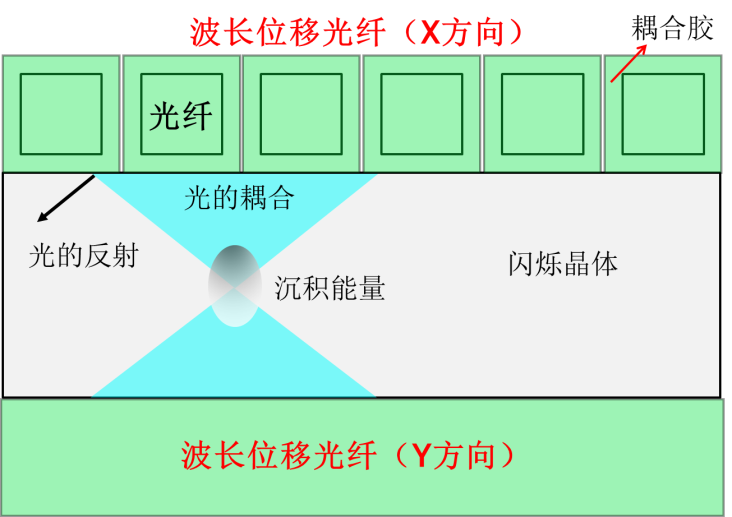 波长位移光纤（X方向）
耦合胶
光纤
光的耦合
光的反射
闪烁晶体
沉积能量
波长位移光纤（Y方向）